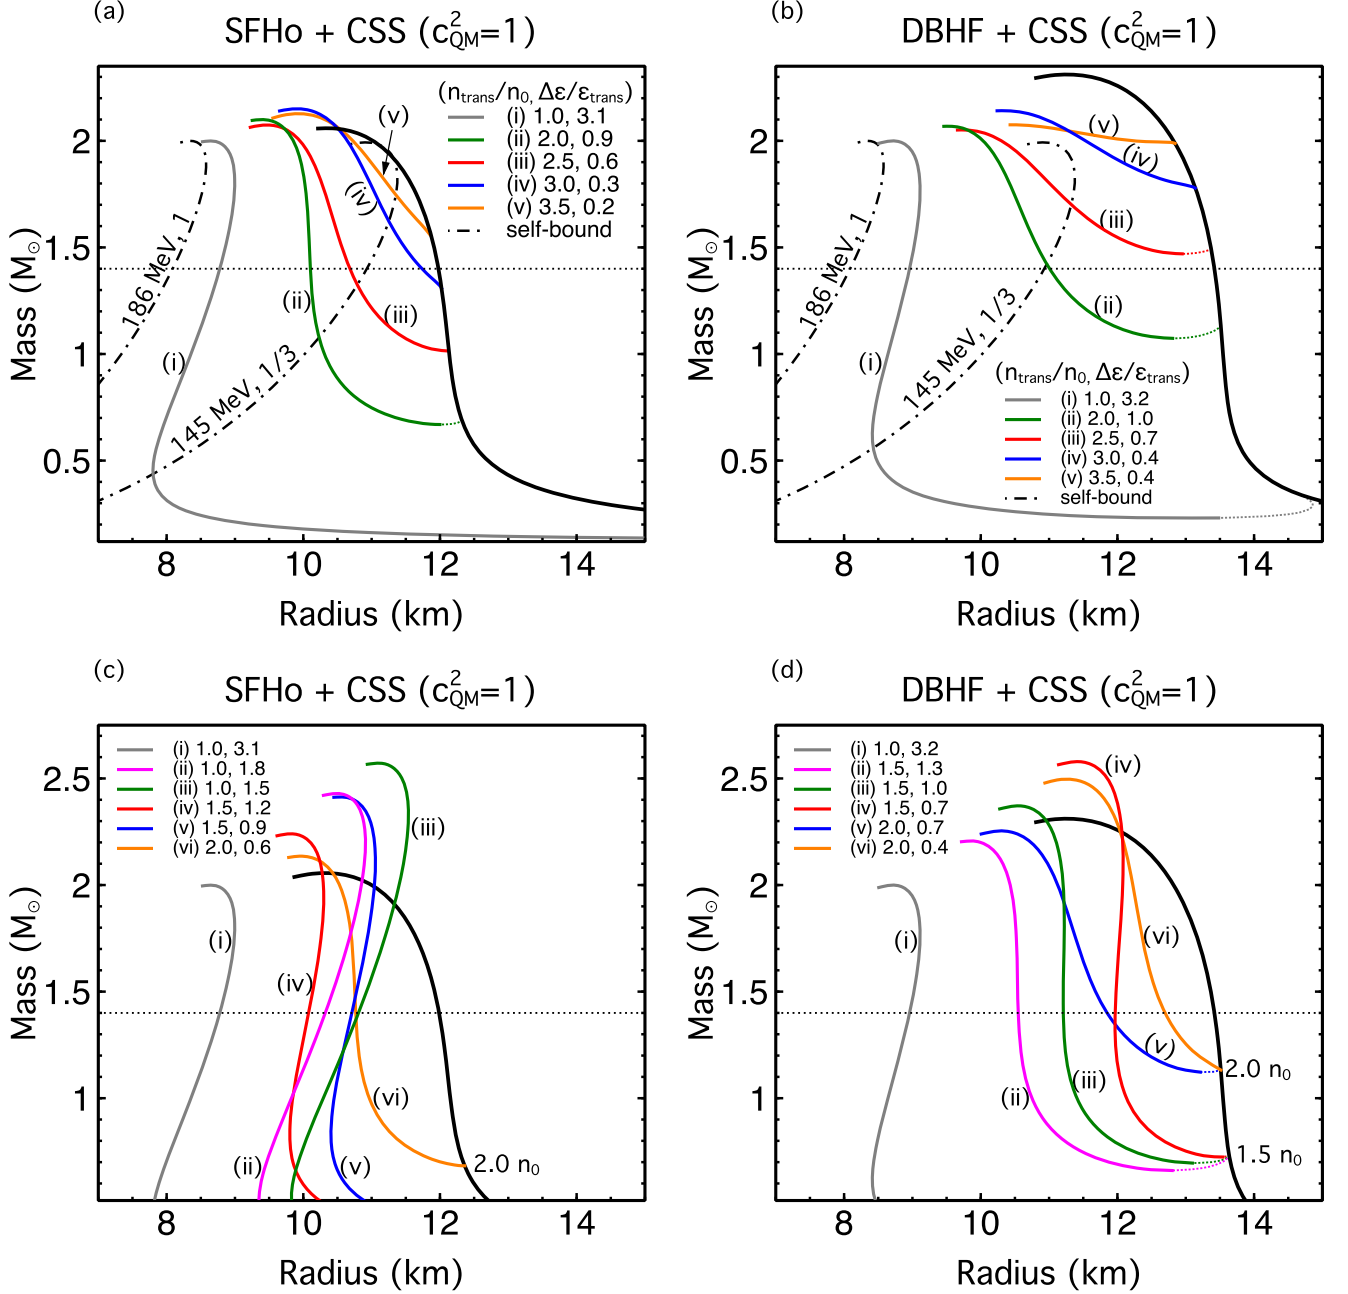 (a)
SFHo + CSS (c²QM=1)
(ntrans/n0, Δε/εtrans)
(i) 1.0, 3.1
(ii) 2.0, 0.9
(iii) 2.5, 0.6
(iv) 3.0, 0.3
(v) 3.5, 0.2
self-bound
(v)
(iv)
(ii)
(iii)
(i)
186 MeV, 1
145 MeV, 1/3
2
1.5
1
0.5
Mass (M☉)
8 10 12 14
Radius (km)
(b)
DBHF + CSS (c²QM=1)
(v)
(iv)
(iii)
(ii)
(i)
186 MeV, 1
145 MeV, 1/3
(ntrans/n0, Δε/εtrans)
(i) 1.0, 3.2
(ii) 2.0, 1.0
(iii) 2.5, 0.7
(iv) 3.0, 0.4
(v) 3.5, 0.4
self-bound
2
1.5
1
0.5
Mass (M☉)
8 10 12 14
Radius (km)
(c)
SFHo + CSS (c²QM=1)
(i) 1.0, 3.1
(ii) 1.0, 1.8
(iii) 1.0, 1.5
(iv) 1.5, 1.2
(v) 1.5, 0.9
(vi) 2.0, 0.6
(iii)
(i)
(iv)
(vi)
(ii)
(v)
2.0 n0
2.5
2
1.5
1
Mass (M☉)
8 10 12 14
Radius (km)
(d)
DBHF + CSS (c²QM=1)
(i) 1.0, 3.2
(ii) 1.5, 1.3
(iii) 1.5, 1.0
(iv) 1.5, 0.7
(v) 2.0, 0.7
(vi) 2.0, 0.4
(iv)
(i)
(vi)
(v)
(iii)
(ii)
2.0 n0
1.5 n0
2.5
2
1.5
1
Mass (M☉)
8 10 12 14
Radius (km)